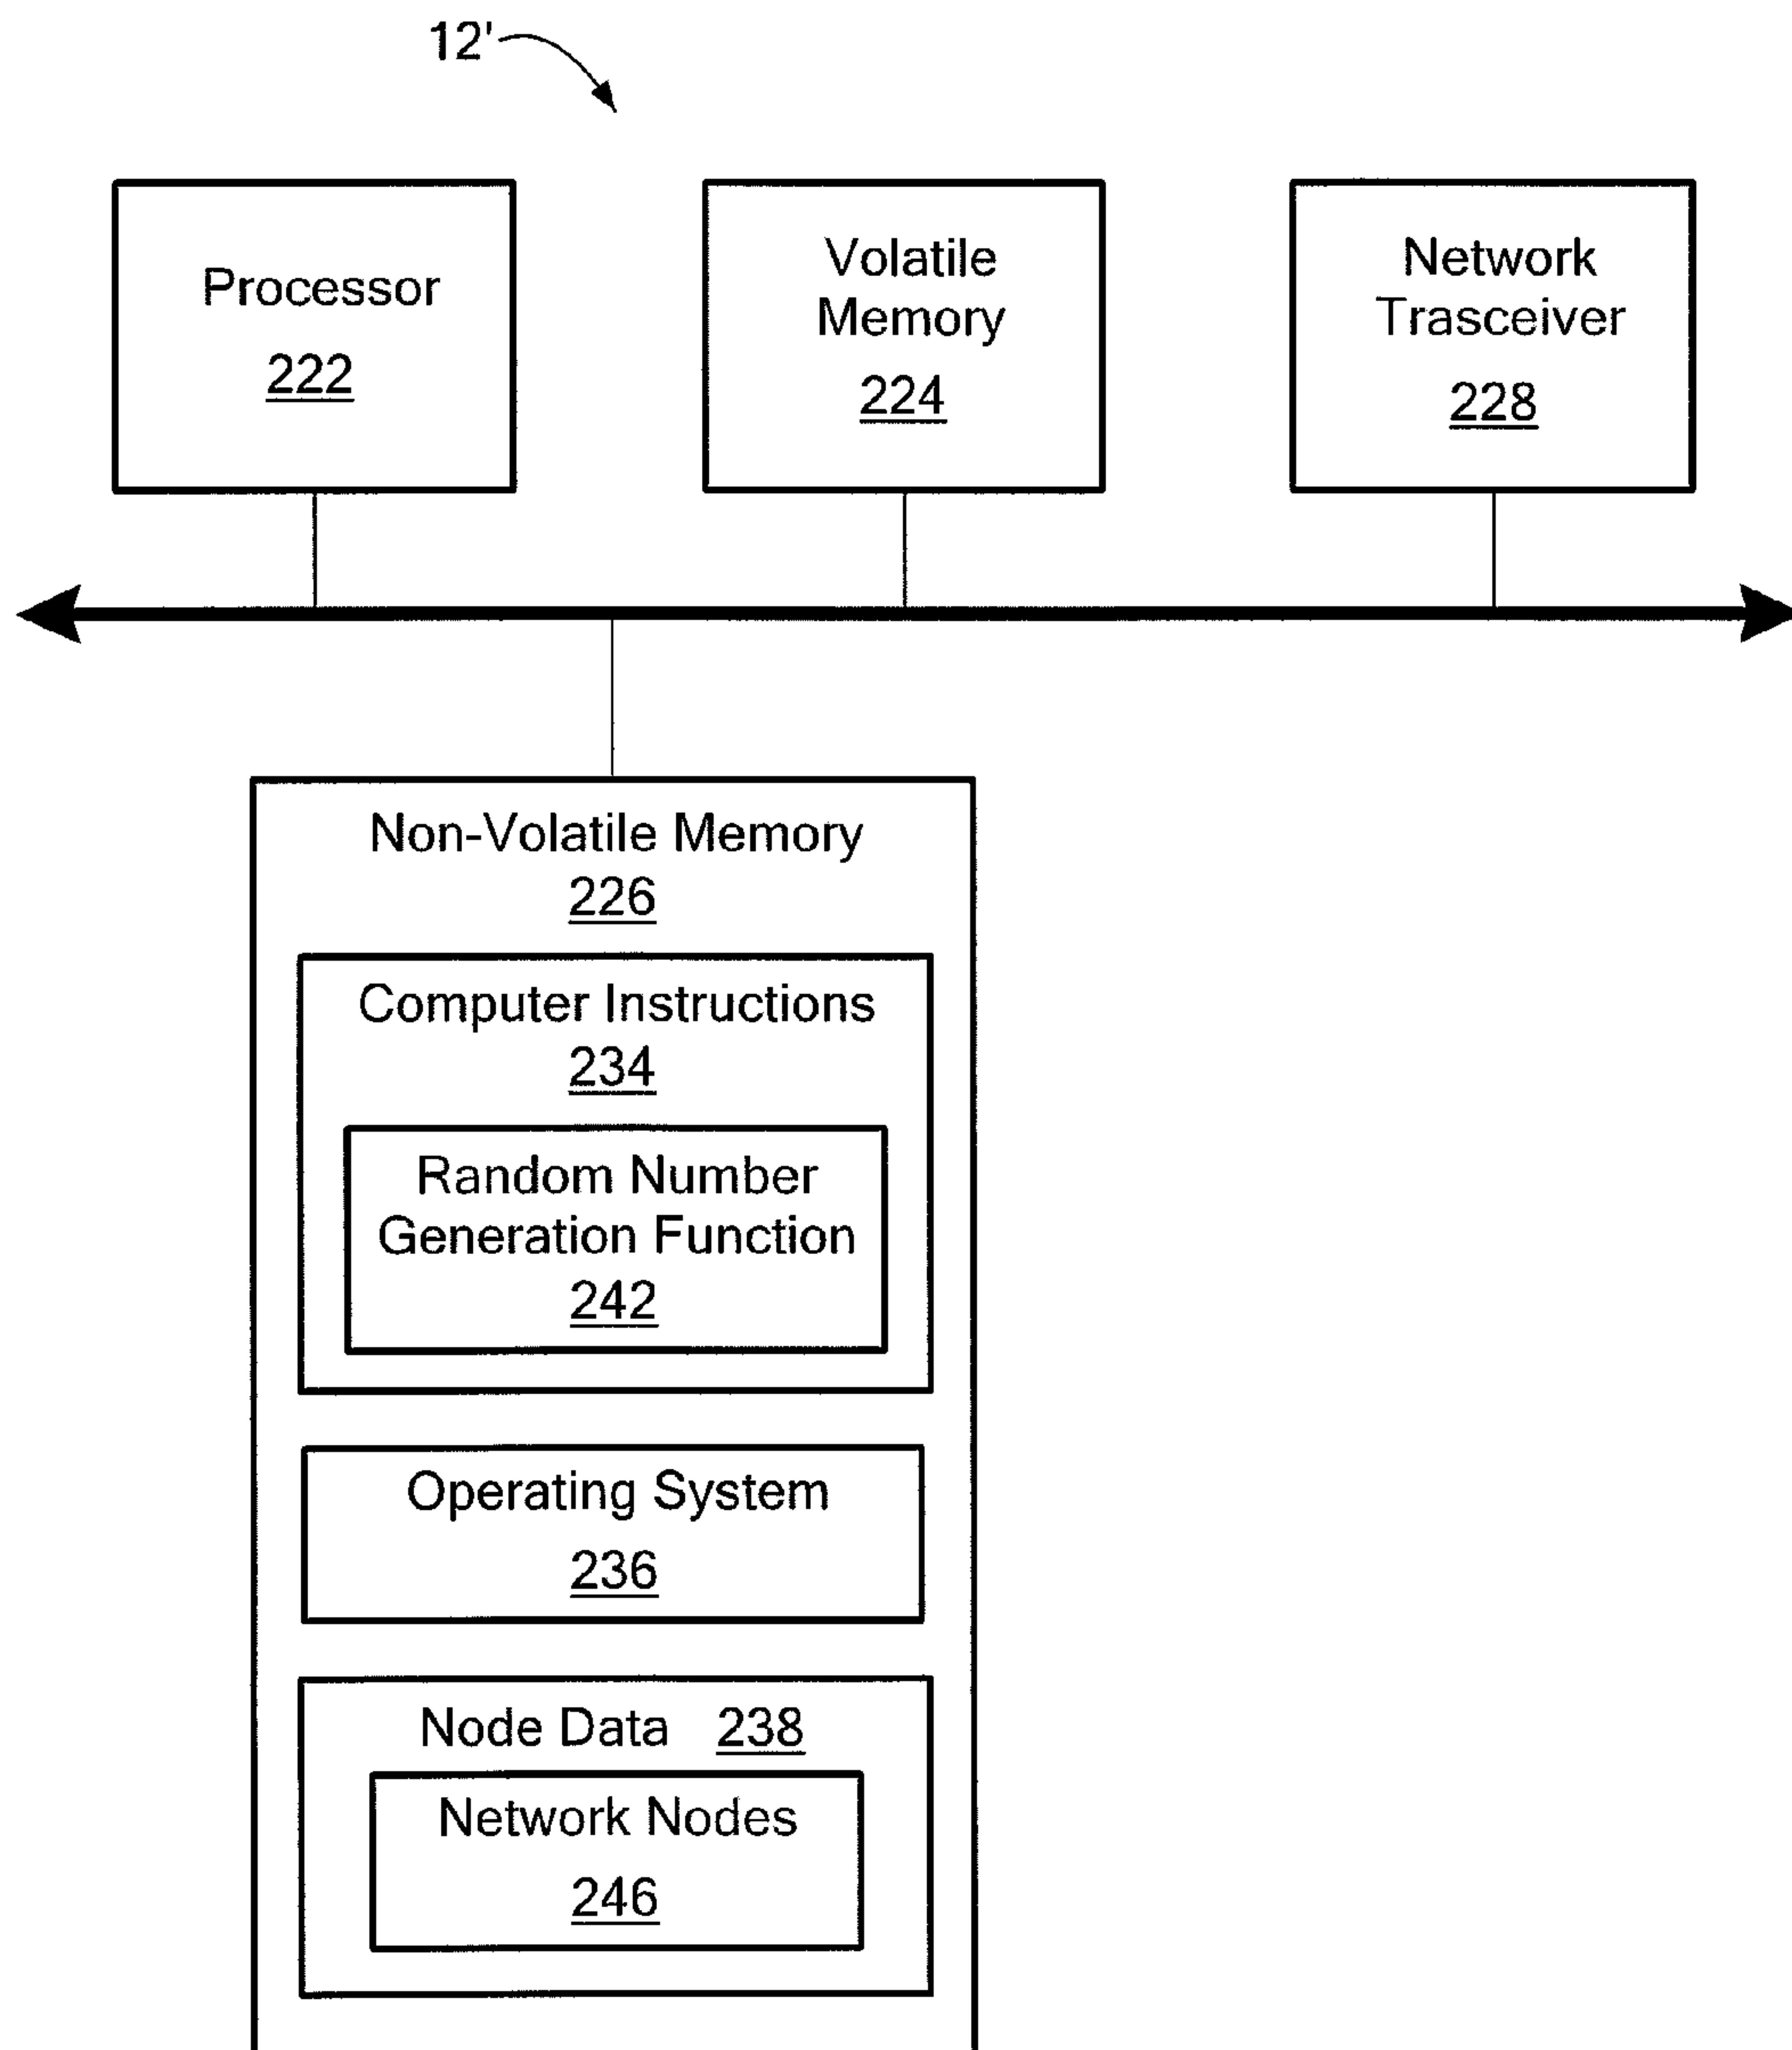 12'
Processor
222
Volatile
Memory
224
Network
Trasceiver
228
Non-Volatile Memory
226
Computer Instructions
234
Random Number
Generation Function
242
Operating System
236
Node Data 238
Network Nodes
246